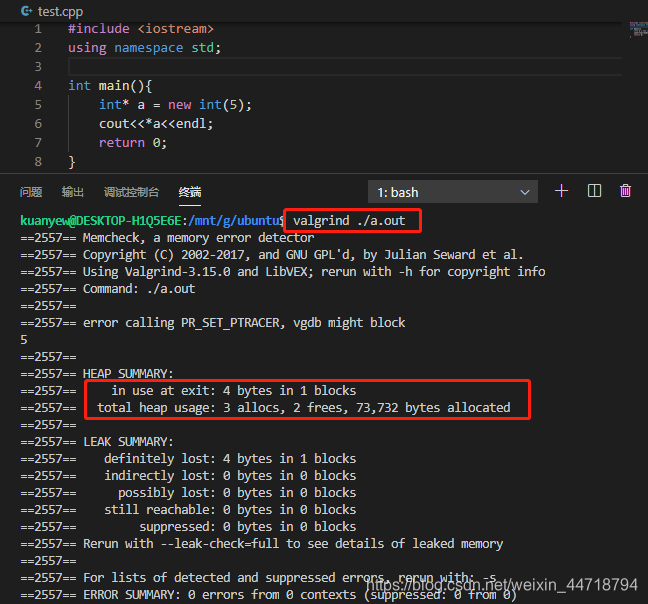 test.cpp
1 #include <iostream>
2 using namespace std;
3
4 int main(){
5 int* a = new int(5);
6 cout<<*a<<endl;
7 return 0;
8 }
问题 输出 调试控制台 终端 1: bash
kuanyew@DESKTOP-H1Q5E6E:/mnt/g/ubuntu$ valgrind ./a.out
==2557== Memcheck, a memory error detector
==2557== Copyright (C) 2002-2017, and GNU GPL'd, by Julian Seward et al.
==2557== Using Valgrind-3.15.0 and LibVEX; rerun with -h for copyright info
==2557== Command: ./a.out
==2557==
==2557== error calling PR_SET_PTRACER, vgdb might block
5
==2557==
==2557== HEAP SUMMARY:
==2557== in use at exit: 4 bytes in 1 blocks
==2557== total heap usage: 3 allocs, 2 frees, 73,732 bytes allocated
==2557==
==2557== LEAK SUMMARY:
==2557== definitely lost: 4 bytes in 1 blocks
==2557== indirectly lost: 0 bytes in 0 blocks
==2557== possibly lost: 0 bytes in 0 blocks
==2557== still reachable: 0 bytes in 0 blocks
==2557== suppressed: 0 bytes in 0 blocks
==2557== Rerun with --leak-check=full to see details of leaked memory
==2557==
==2557== For lists of detected and suppressed errors, rerun with: -s
==2557== ERROR SUMMARY: 0 errors from 0 contexts (suppressed: 0 from 0)
https://blog.csdn.net/weixin_44718794